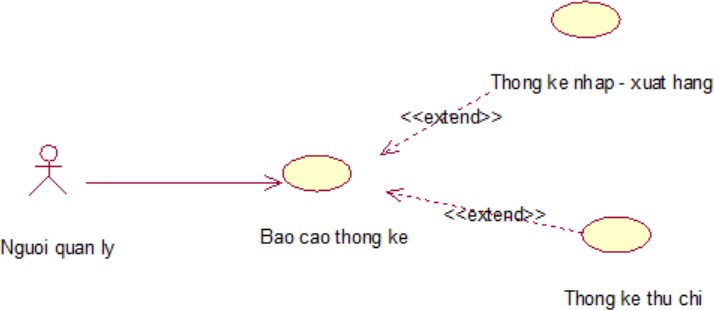 Thong ke nhap - xuat hang
<<extend>>
<<extend>>
Nguoi quan ly
Bao cao thong ke
Thong ke thu chi